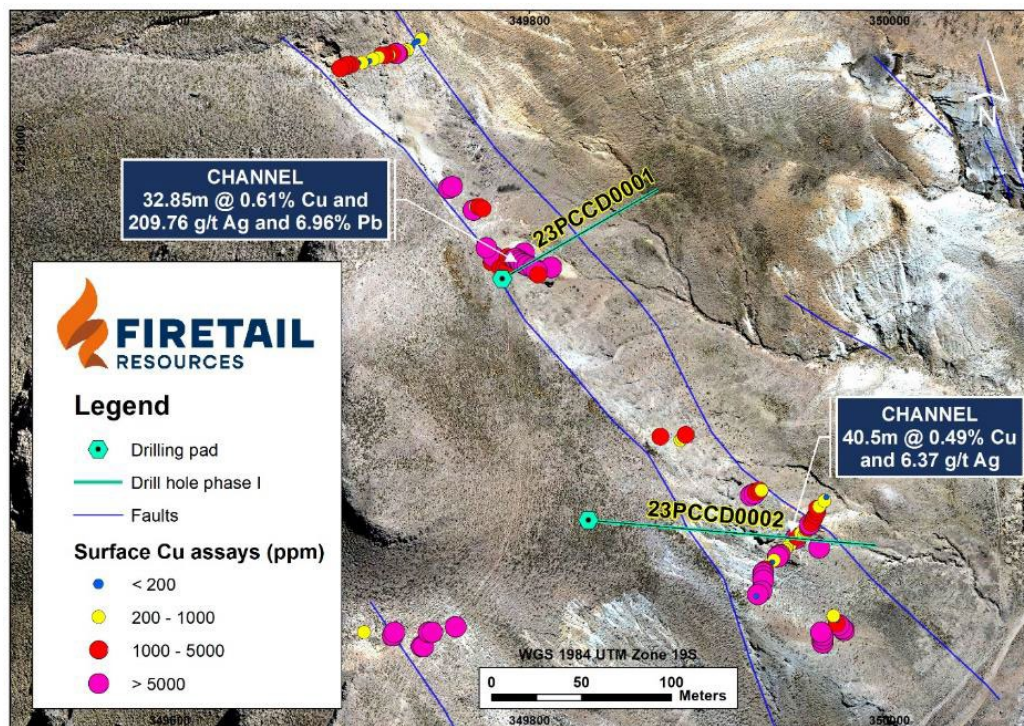 349600
349800
350000
N
8219000
CHANNEL
32.85m @ 0.61% Cu and
209.76 g/t Ag and 6.96% Pb
23PCCD0001
FIRETAIL
RESOURCES
Legend
Drilling pad
Drill hole phase I
Faults
Surface Cu assays (ppm)
< 200
200 - 1000
1000 - 5000
> 5000
CHANNEL
40.5m @ 0.49% Cu
and 6.37 g/t Ag
23PCCD0002
WGS 1984 UTM Zone 19S
0
50
100
Meters
349600
349800
350000